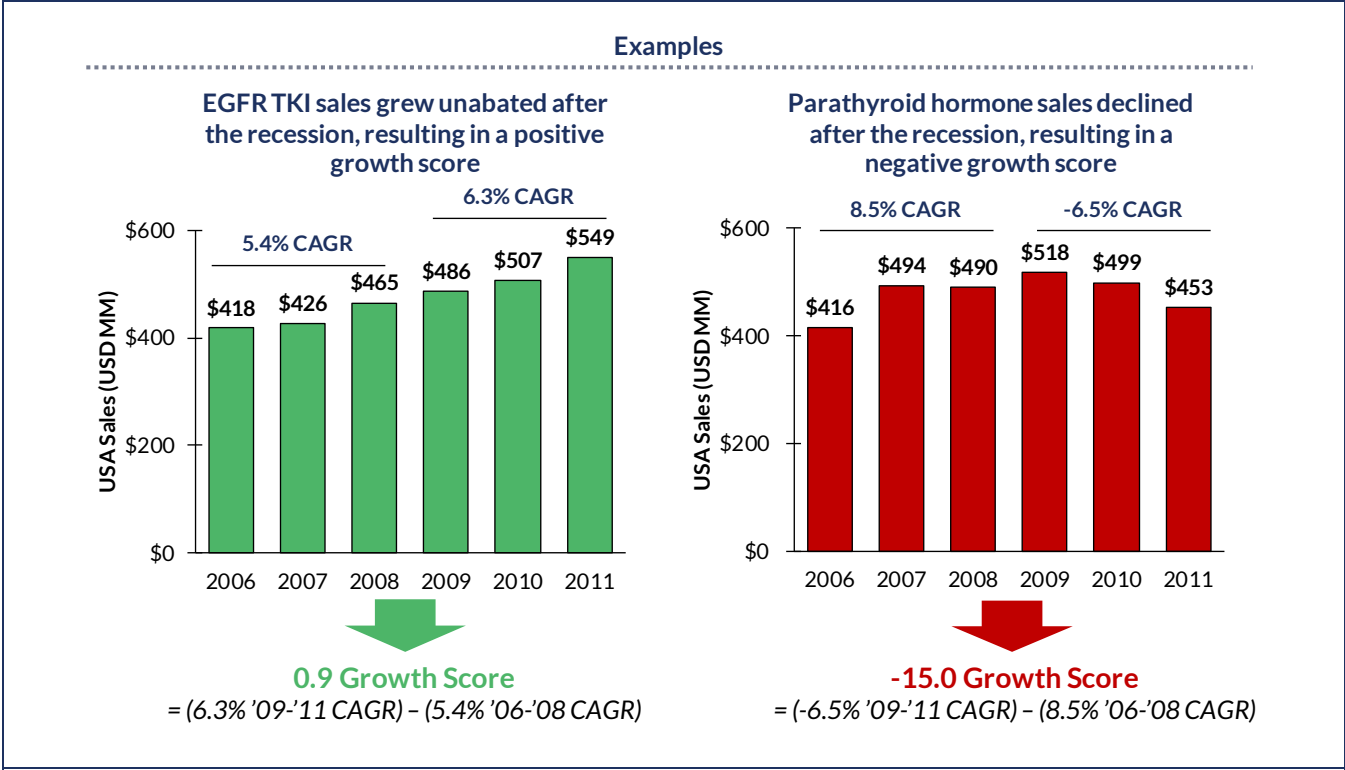 Examples
EGFR TKI sales grew unabated after
the recession, resulting in a positive
growth score
6.3% CAGR
5.4% CAGR
USA Sales (USD MM)
$600
$400
$200
$0
$418
$426
$465
$486
$507
$549
2006 2007 2008 2009 2010 2011
0.9 Growth Score
= (6.3% ’09-’11 CAGR) – (5.4% ’06-’08 CAGR)
Parathyroid hormone sales declined
after the recession, resulting in a
negative growth score
8.5% CAGR
-6.5% CAGR
USA Sales (USD MM)
$600
$400
$200
$0
$416
$494
$490
$518
$499
$453
2006 2007 2008 2009 2010 2011
-15.0 Growth Score
= (-6.5% ’09-’11 CAGR) – (8.5% ’06-’08 CAGR)